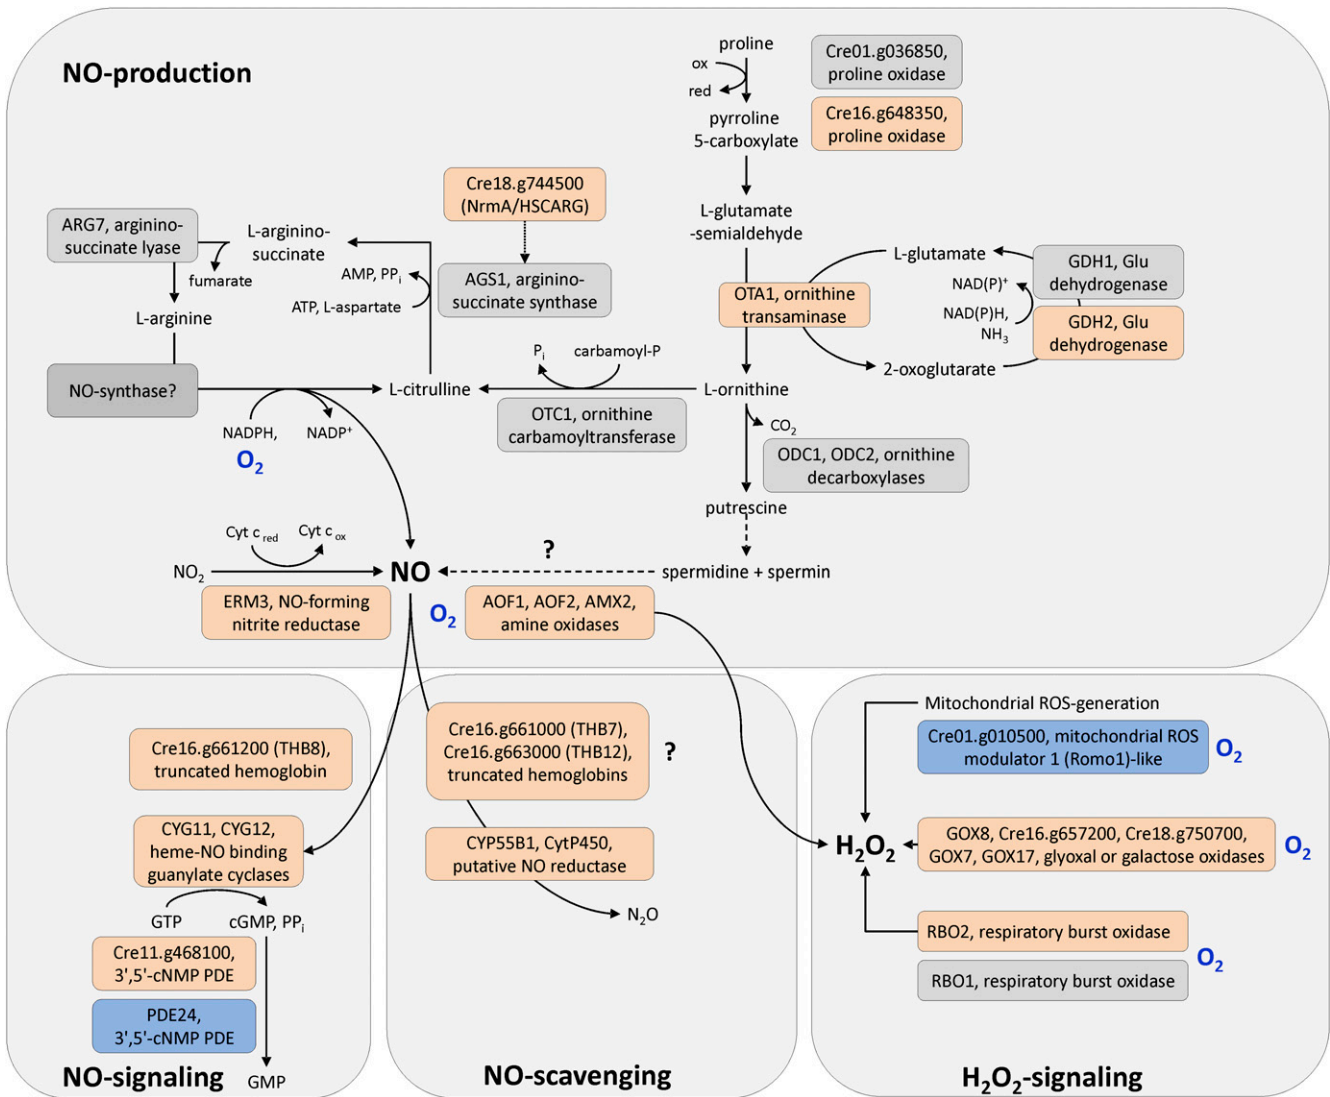 NO-production
proline
ox
red
pyrroline
5-carboxylate
Cre01.g036850,
proline oxidase
Cre16.g648350,
proline oxidase
L-glutamate
-semialdehyde
Cre18.g744500
(NrmA/HSCARG)
ARG7, arginino-
succinate lyase
L-arginino-
succinate
fumarate
AMP, PPi
ATP, L-aspartate
AGS1, arginino-
succinate synthase
L-arginine
OTA1, ornithine
transaminase
L-glutamate
NAD(P)+
NAD(P)H,
NH3
GDH1, Glu
dehydrogenase
GDH2, Glu
dehydrogenase
2-oxoglutarate
NO-synthase?
NADPH,
O2
NADP+
L-citrulline
Pi
carbamoyl-P
OTC1, ornithine
carbamoyltransferase
L-ornithine
CO2
ODC1, ODC2, ornithine
decarboxylases
putrescine
spermidine + spermin
?
NO2
Cyt c red
Cyt c ox
NO
ERM3, NO-forming
nitrite reductase
O2
AOF1, AOF2, AMX2,
amine oxidases
Cre16.g661200 (THB8),
truncated hemoglobin
CYG11, CYG12,
heme-NO binding
guanylate cyclases
GTP
cGMP, PPi
Cre11.g468100,
3',5'-cNMP PDE
PDE24,
3',5'-cNMP PDE
GMP
NO-signaling
Cre16.g661000 (THB7),
Cre16.g663000 (THB12),
truncated hemoglobins
?
CYP55B1, CytP450,
putative NO reductase
N2O
NO-scavenging
Mitochondrial ROS-generation
Cre01.g010500, mitochondrial ROS
modulator 1 (Romo1)-like
O2
H2O2
GOX8, Cre16.g657200, Cre18.g750700,
GOX7, GOX17, glyoxal or galactose oxidases
O2
RBO2, respiratory burst oxidase
O2
RBO1, respiratory burst oxidase
H2O2-signaling